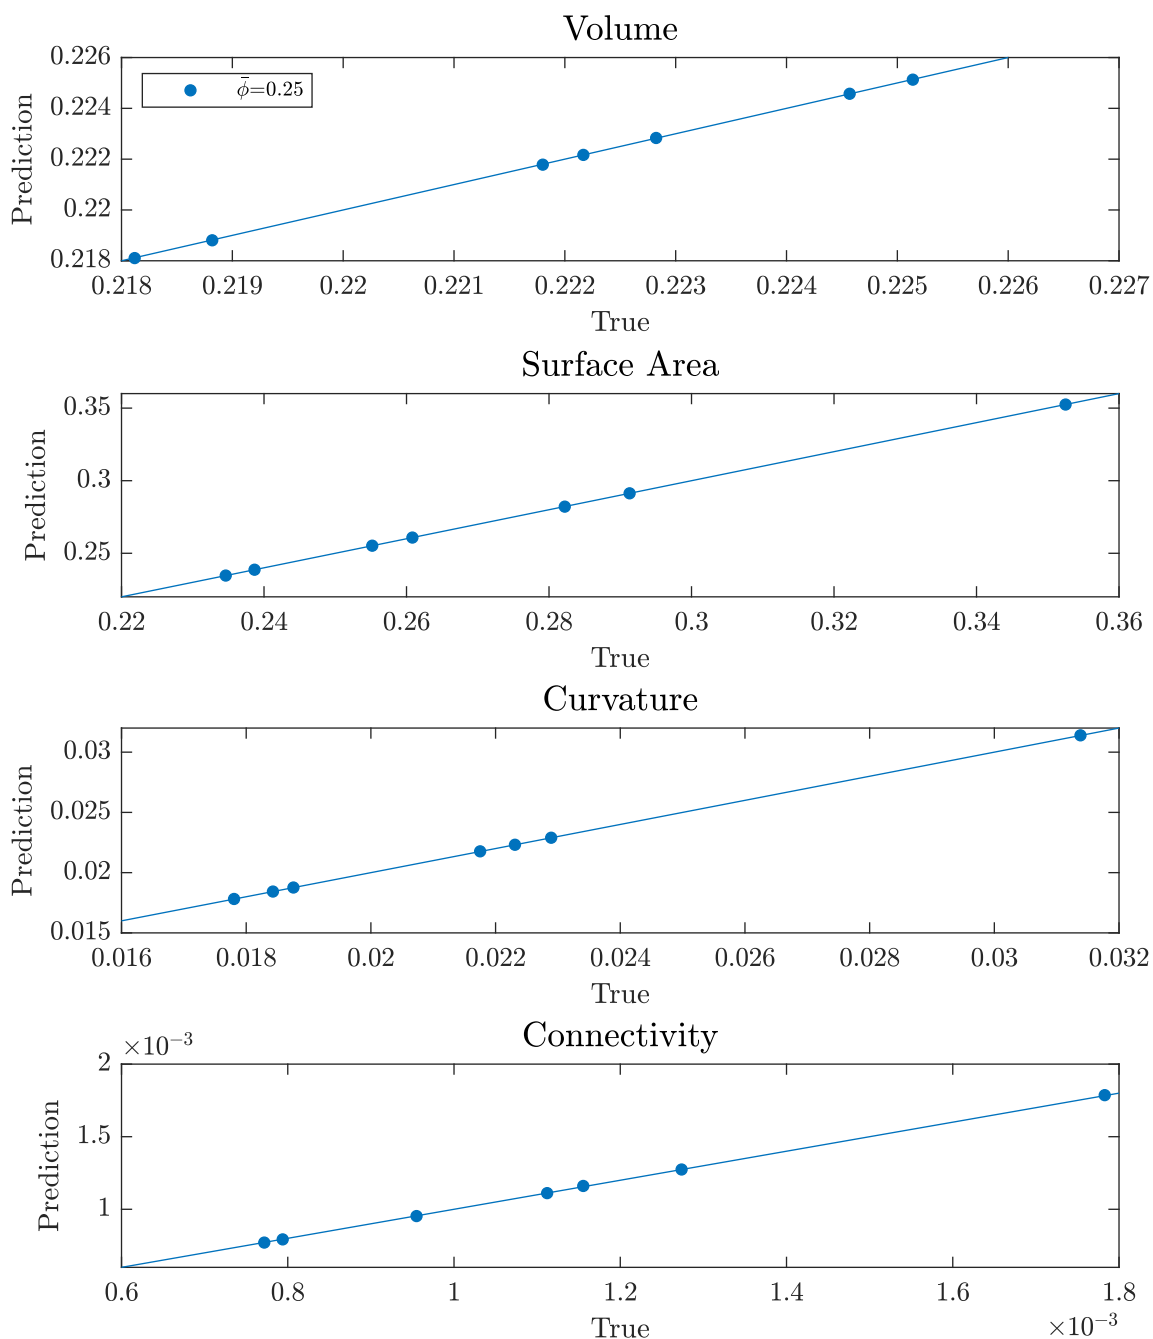 Volume
0.226
0.224
0.222
0.22
0.218
Prediction
ϕ̄=0.25
0.218 0.219 0.22 0.221 0.222 0.223 0.224 0.225 0.226 0.227
True
Surface Area
0.35
0.3
0.25
Prediction
0.22 0.24 0.26 0.28 0.3 0.32 0.34 0.36
True
Curvature
0.03
0.025
0.02
0.015
Prediction
0.016 0.018 0.02 0.022 0.024 0.026 0.028 0.03 0.032
True
Connectivity
×10⁻³
2
1.5
1
Prediction
0.6 0.8 1 1.2 1.4 1.6 1.8
True
×10⁻³